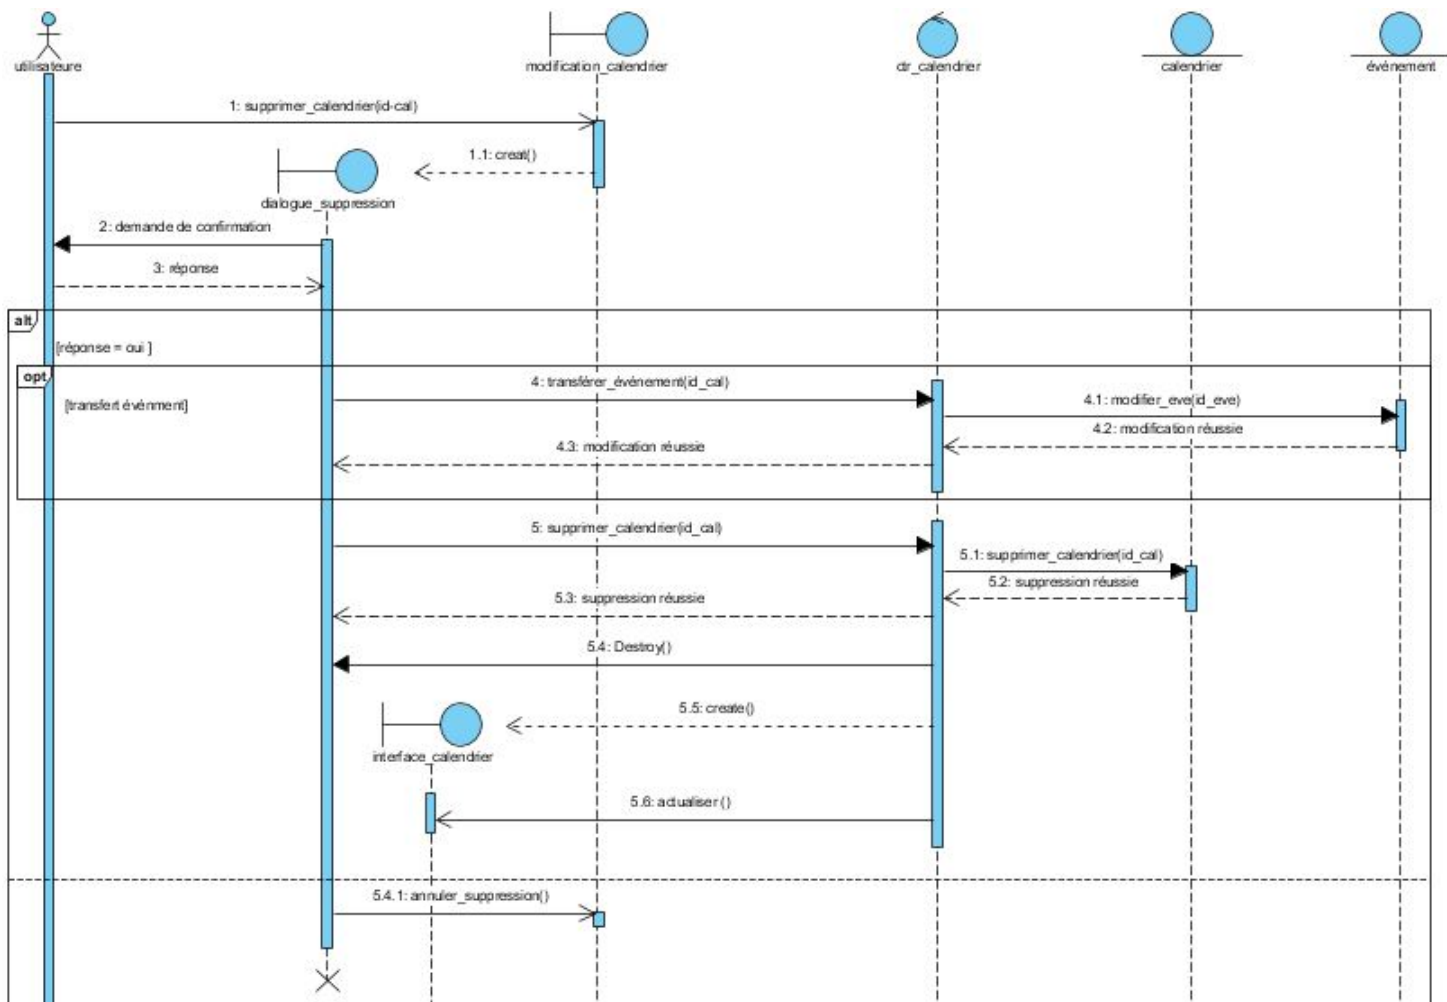 utilisateure
modification_calendrier
ctr_calendrier
calendrier
événement
1: supprimer_calendrier(id-cal)
1.1: creat()
dialogue_suppression
2: demande de confirmation
3: réponse
alt
[réponse = oui ]
opt
[transfert événment]
4: transférer_événement(id_cal)
4.1: modifier_eve(id_eve)
4.2: modification réussie
4.3: modification réussie
5: supprimer_calendrier(id_cal)
5.1: supprimer_calendrier(id_cal)
5.2: suppression réussie
5.3: suppression réussie
5.4: Destroy()
5.5: create()
interface_calendrier
5.6: actualiser ()
5.4.1: annuler_suppression()